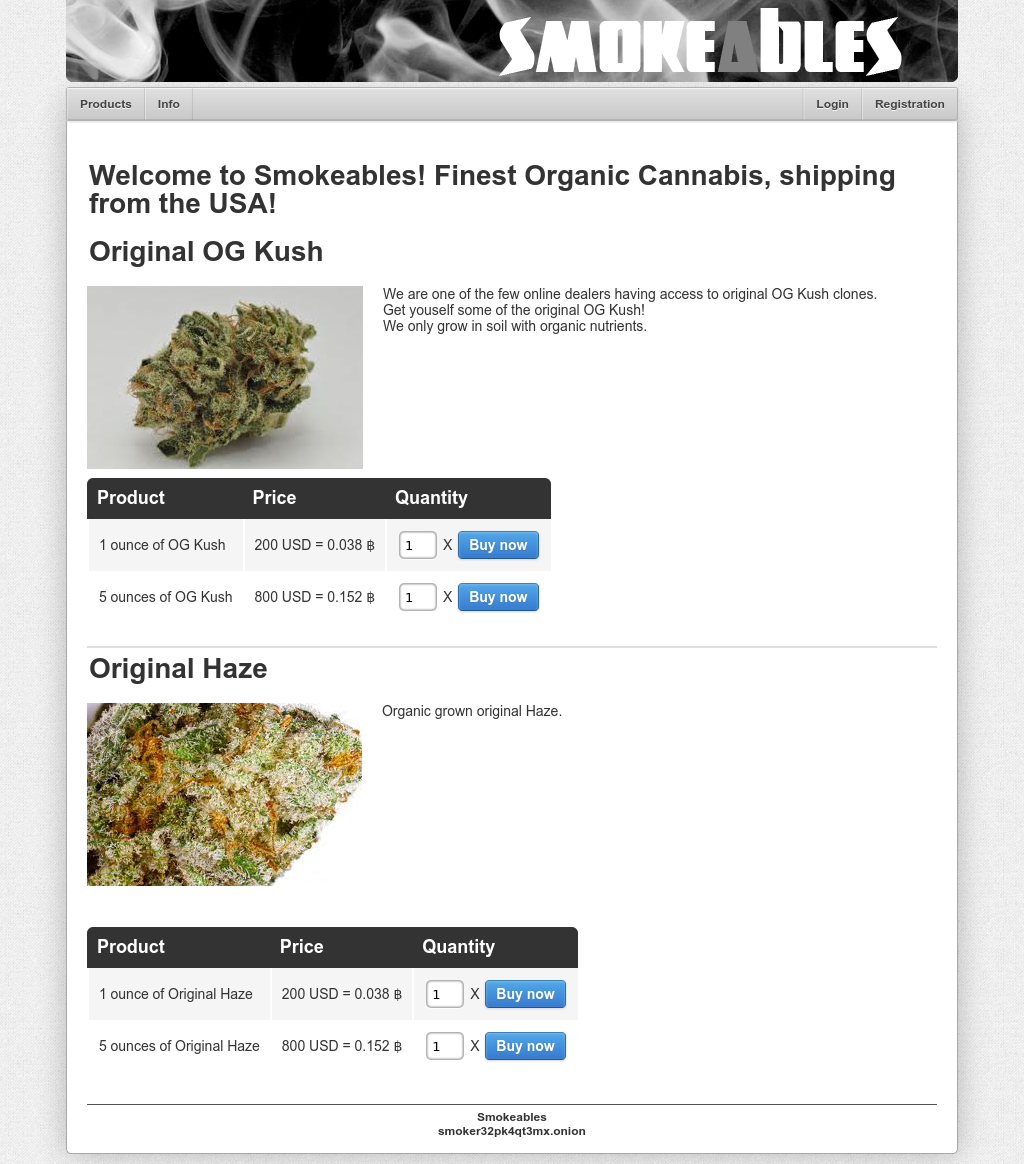 SMOKEABLES
Products Info Login Registration
Welcome to Smokeables! Finest Organic Cannabis, shipping
from the USA!
Original OG Kush
We are one of the few online dealers having access to original OG Kush clones.
Get youself some of the original OG Kush!
We only grow in soil with organic nutrients.
Product Price Quantity
1 ounce of OG Kush 200 USD = 0.038 ฿ 1 X Buy now
5 ounces of OG Kush 800 USD = 0.152 ฿ 1 X Buy now
Original Haze
Organic grown original Haze.
Product Price Quantity
1 ounce of Original Haze 200 USD = 0.038 ฿ 1 X Buy now
5 ounces of Original Haze 800 USD = 0.152 ฿ 1 X Buy now
Smokeables
smoker32pk4qt3mx.onion